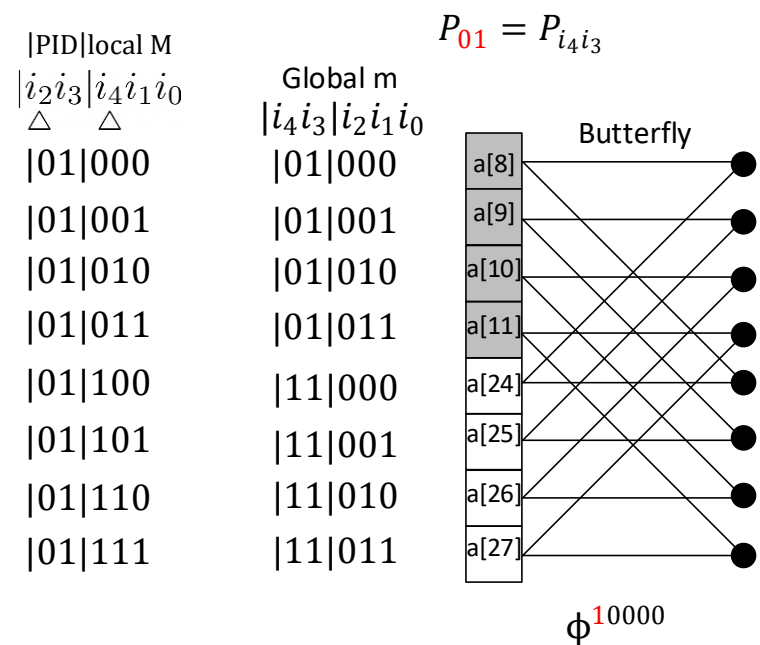 P₀₁ = P_{i₄i₃}
|PID|local M
|i₂i₃|i₄i₁i₀
△ △
Global m
|i₄i₃|i₂i₁i₀
Butterfly
|01|000 |01|000 a[8]
|01|001 |01|001 a[9]
|01|010 |01|010 a[10]
|01|011 |01|011 a[11]
|01|100 |11|000 a[24]
|01|101 |11|001 a[25]
|01|110 |11|010 a[26]
|01|111 |11|011 a[27]
ϕ¹⁰⁰⁰⁰